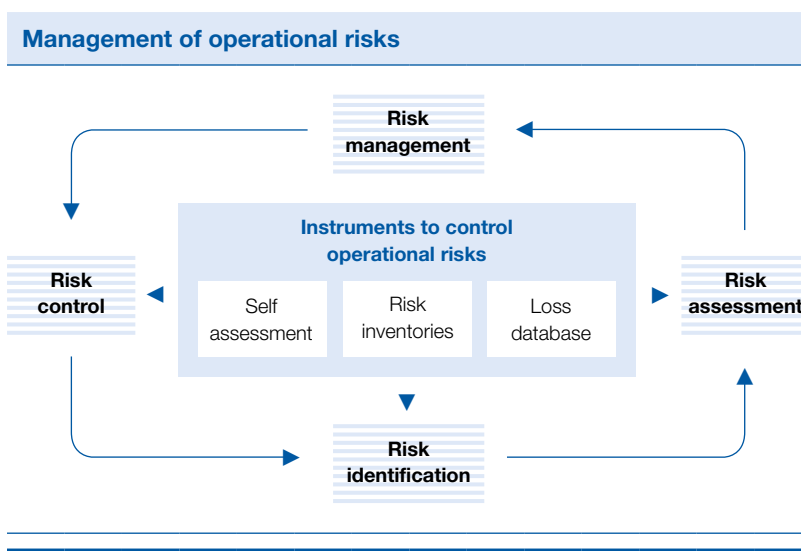 Management of operational risks
Risk
management
Instruments to control
operational risks
Risk
control
Self
assessment
Risk
inventories
Loss
database
Risk
assessment
Risk
identification